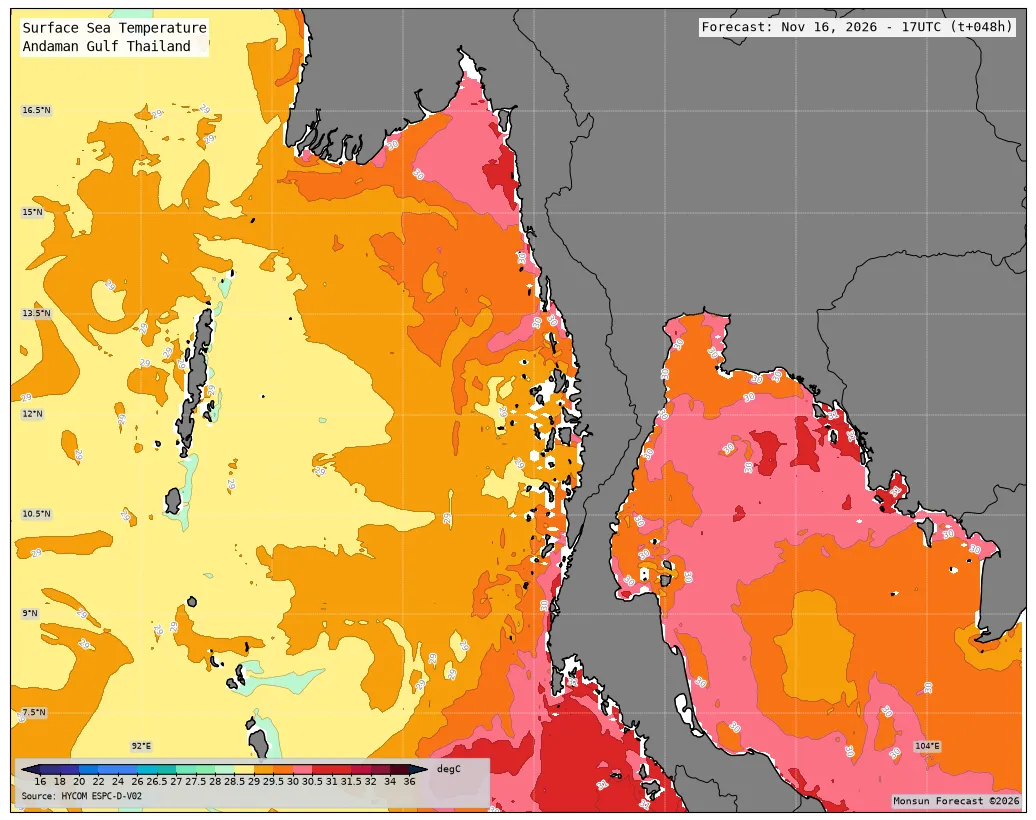 Surface Sea Temperature
Andaman Gulf Thailand
Forecast: Nov 16, 2026 - 17UTC (t+048h)
16.5°N
15°N
13.5°N
12°N
10.5°N
9°N
7.5°N
92°E
104°E
degC
16 18 20 22 24 26 26.5 27 27.5 28 28.5 29 29.5 30 30.5 31 31.5 32 34 36
Source: HYCOM ESPC-D-V02
Monsun Forecast ©2026